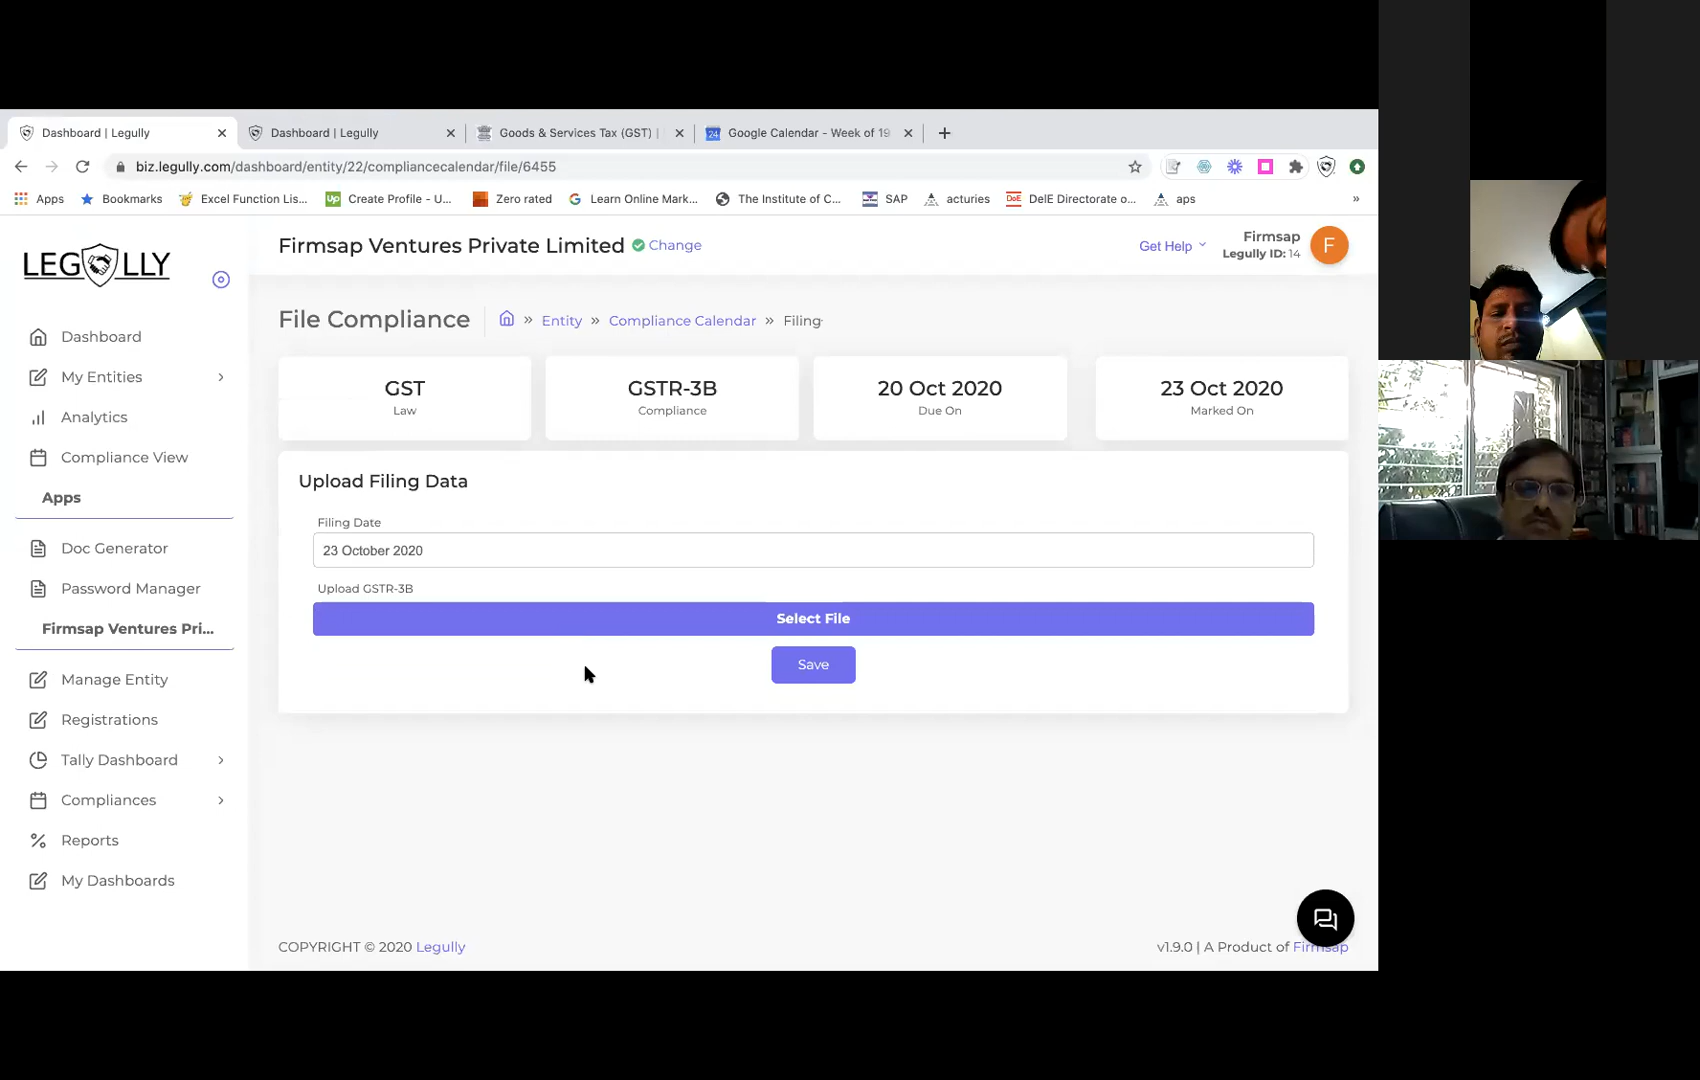 Dashboard | Legully
Dashboard | Legully
Goods & Services Tax (GST) |
24 Google Calendar - Week of 19
biz.legully.com/dashboard/entity/22/compliancecalendar/file/6455
Apps
Bookmarks
Excel Function Lis...
Up Create Profile - U...
Zero rated
Learn Online Mark...
The Institute of C...
SAP
acturies
DoE DelE Directorate o...
aps
»
LEGULLY
Firmsap Ventures Private Limited Change
Get Help
Firmsap
Legully ID: 14
F
Dashboard
My Entities
Analytics
Compliance View
Apps
Doc Generator
Password Manager
Firmsap Ventures Pri...
Manage Entity
Registrations
Tally Dashboard
Compliances
Reports
My Dashboards
File Compliance
» Entity » Compliance Calendar » Filing
GST
Law
GSTR-3B
Compliance
20 Oct 2020
Due On
23 Oct 2020
Marked On
Upload Filing Data
Filing Date
23 October 2020
Upload GSTR-3B
Select File
Save
COPYRIGHT © 2020 Legully
v1.9.0 | A Product of Firmsap